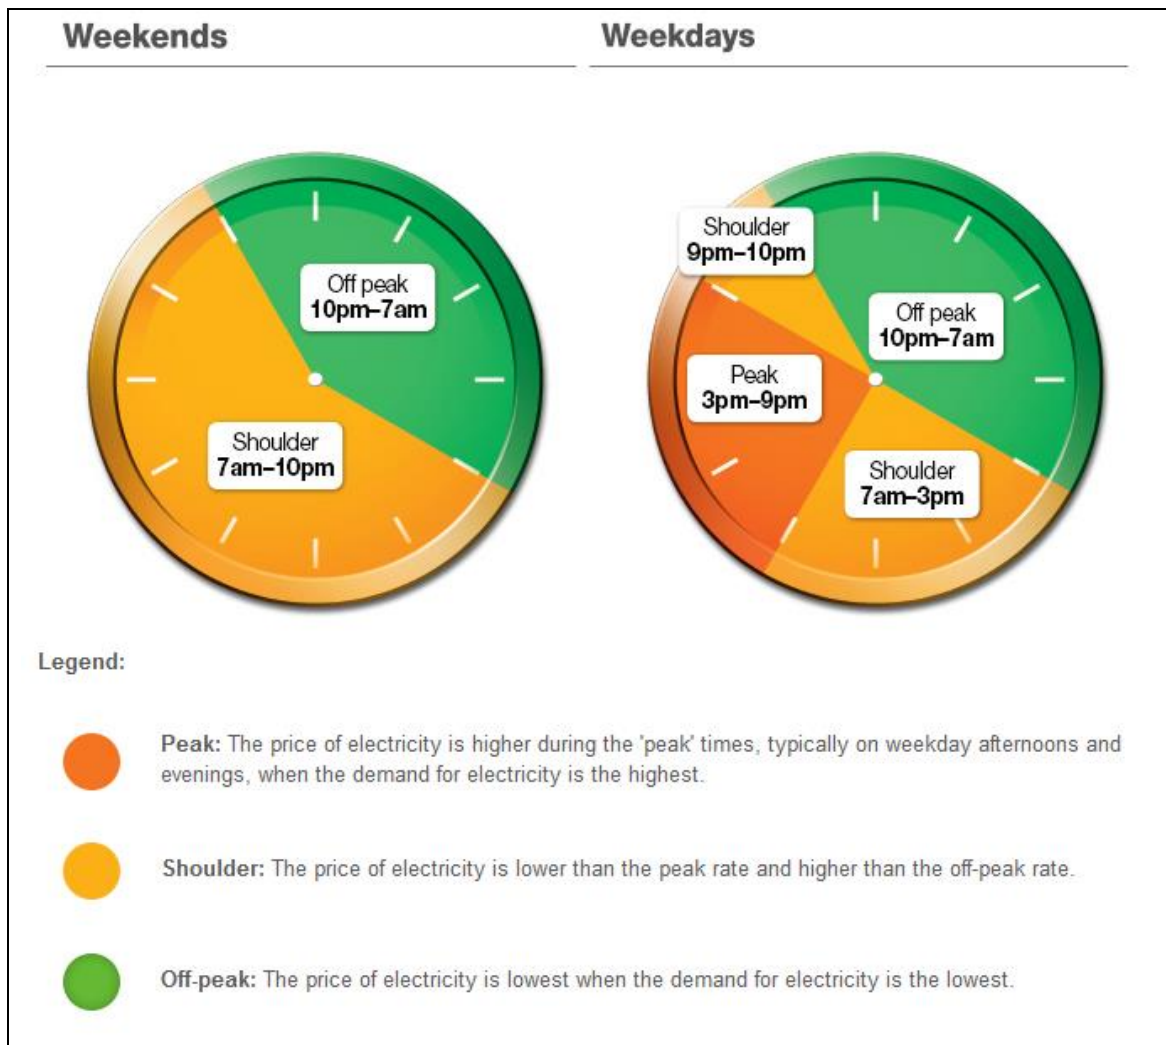 Weekends
Weekdays
Off peak
10pm–7am
Shoulder
7am–10pm
Shoulder
9pm–10pm
Off peak
10pm–7am
Peak
3pm–9pm
Shoulder
7am–3pm
Legend:
Peak: The price of electricity is higher during the 'peak' times, typically on weekday afternoons and
evenings, when the demand for electricity is the highest.
Shoulder: The price of electricity is lower than the peak rate and higher than the off-peak rate.
Off-peak: The price of electricity is lowest when the demand for electricity is the lowest.